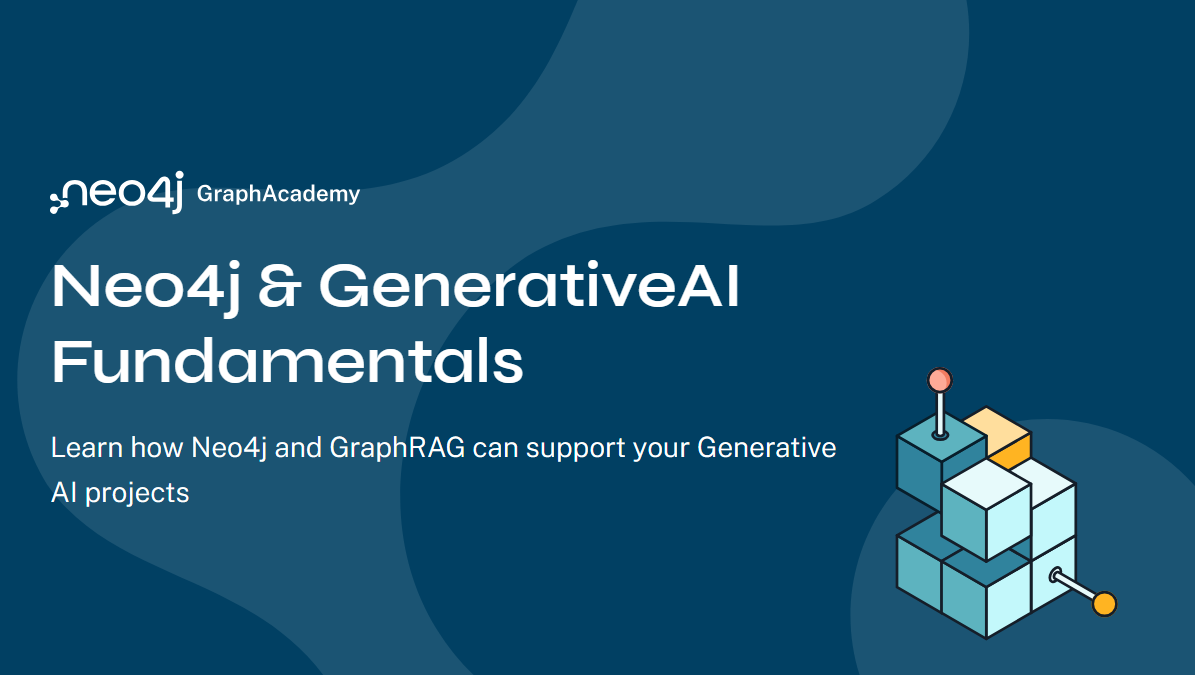 neo4j GraphAcademy
Neo4j & GenerativeAI
Fundamentals
Learn how Neo4j and GraphRAG can support your Generative
AI projects